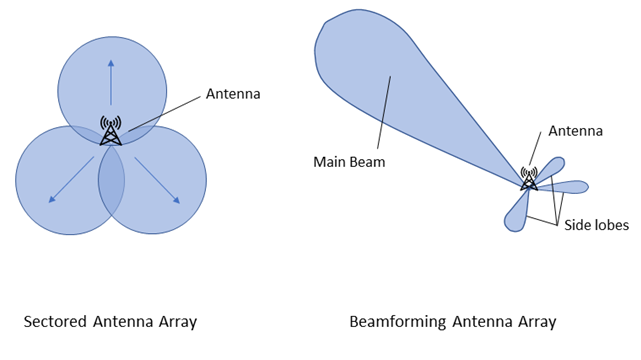 Antenna
Main Beam
Antenna
Side lobes
Sectored Antenna Array
Beamforming Antenna Array